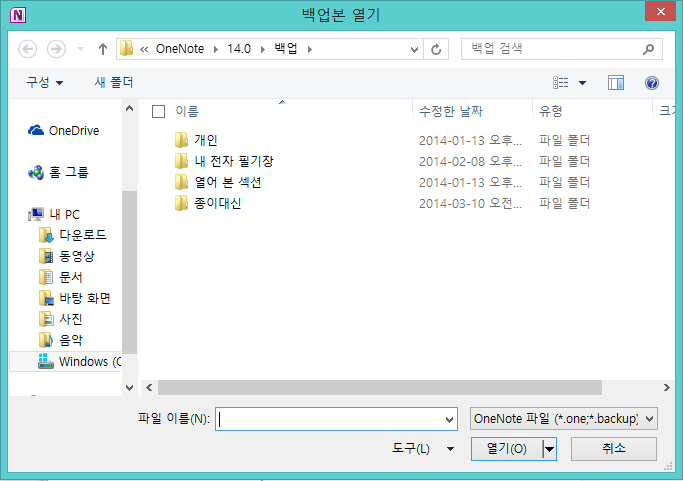 백업본 열기
« OneNote 14.0 백업
백업 검색
구성 새 폴더
이름 수정한 날짜 유형 크기
OneDrive
홈 그룹
내 PC
다운로드
동영상
문서
바탕 화면
사진
음악
Windows (C
개인 2014-01-13 오후... 파일 폴더
내 전자 필기장 2014-02-08 오후... 파일 폴더
열어 본 섹션 2014-01-13 오후... 파일 폴더
종이대신 2014-03-10 오전... 파일 폴더
파일 이름(N):
OneNote 파일 (*.one;*.backup)
도구(L) 열기(O) 취소